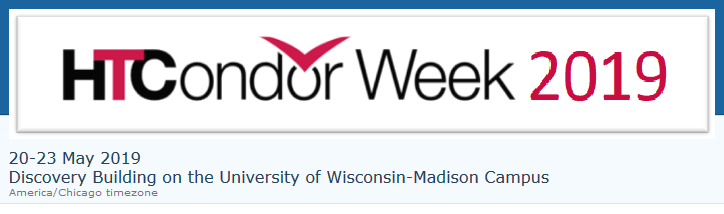 HTCondor Week 2019
20-23 May 2019
Discovery Building on the University of Wisconsin-Madison Campus
America/Chicago timezone